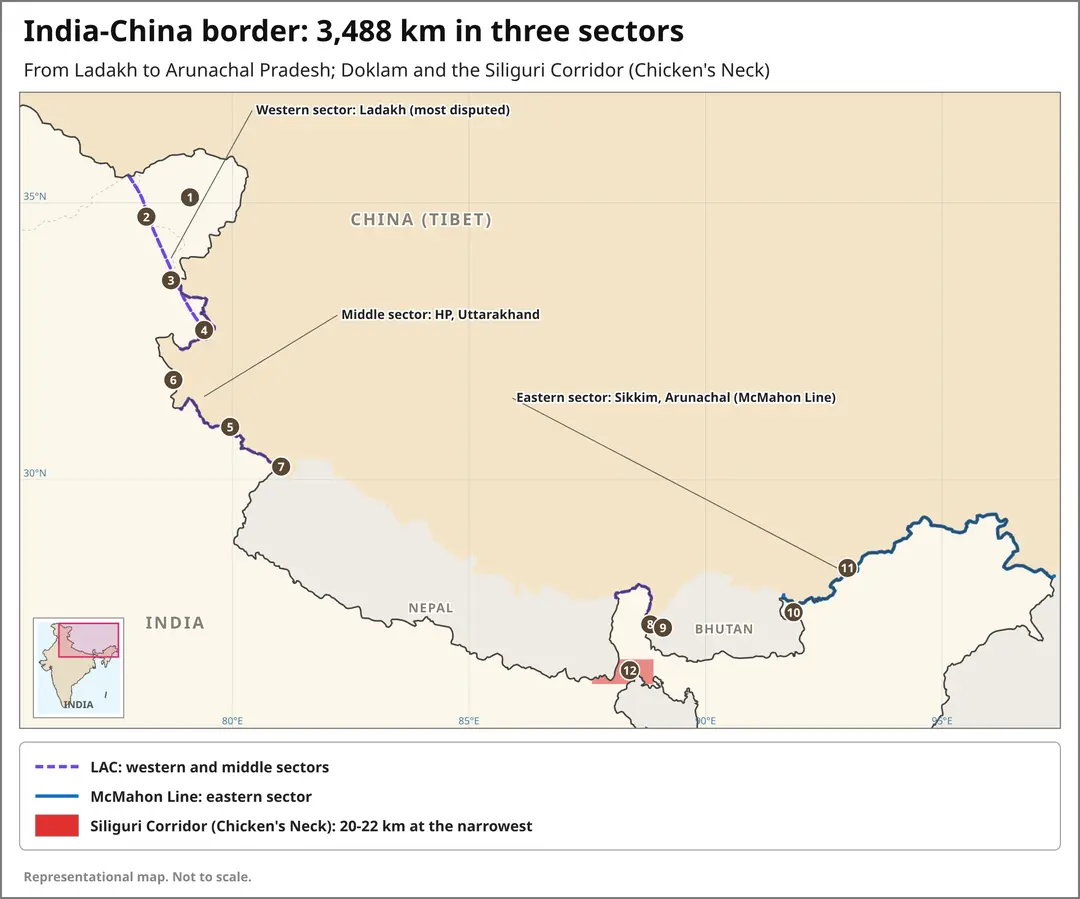 India-China border: 3,488 km in three sectors
From Ladakh to Arunachal Pradesh; Doklam and the Siliguri Corridor (Chicken's Neck)
Western sector: Ladakh (most disputed)
35°N
1
2
CHINA (TIBET)
3
Middle sector: HP, Uttarakhand
4
6
Eastern sector: Sikkim, Arunachal (McMahon Line)
5
7
30°N
11
NEPAL
10
INDIA
8
9
BHUTAN
12
INDIA
80°E
85°E
90°E
95°E
LAC: western and middle sectors
McMahon Line: eastern sector
Siliguri Corridor (Chicken's Neck): 20-22 km at the narrowest
Representational map. Not to scale.